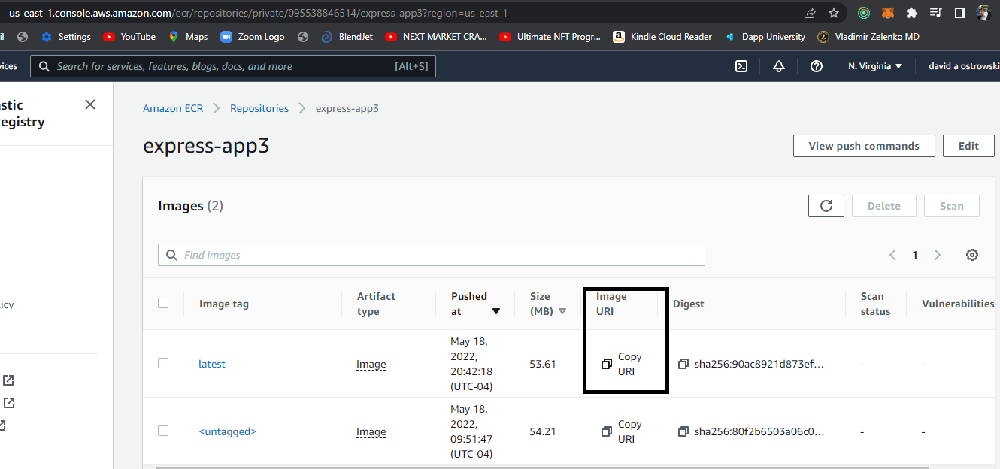 us-east-1.console.aws.amazon.com/ecr/repositories/private/095538846514/express-app3?region=us-east-1
il Settings YouTube Maps Zoom Logo BlendJet NEXT MARKET CRA... Ultimate NFT Progr... Kindle Cloud Reader Dapp University Vladimir Zelenko MD
vices Search for services, features, blogs, docs, and more [Alt+S] N. Virginia david a ostrowski
stic
egistry
Amazon ECR Repositories express-app3
express-app3
View push commands Edit
Images (2)
Delete Scan
Find images
1
Image tag
Artifact
type
Pushed
at
Size
(MB)
Image
URI
Digest
Scan
status
Vulnerabilities
icy
latest
Image
May 18,
2022,
20:42:18
(UTC-04)
53.61
Copy
URI
sha256:90ac8921d873ef...
-
-
<untagged>
Image
May 18,
2022,
09:51:47
(UTC-04)
54.21
Copy
URI
sha256:80f2b6503a06c0...
-
-